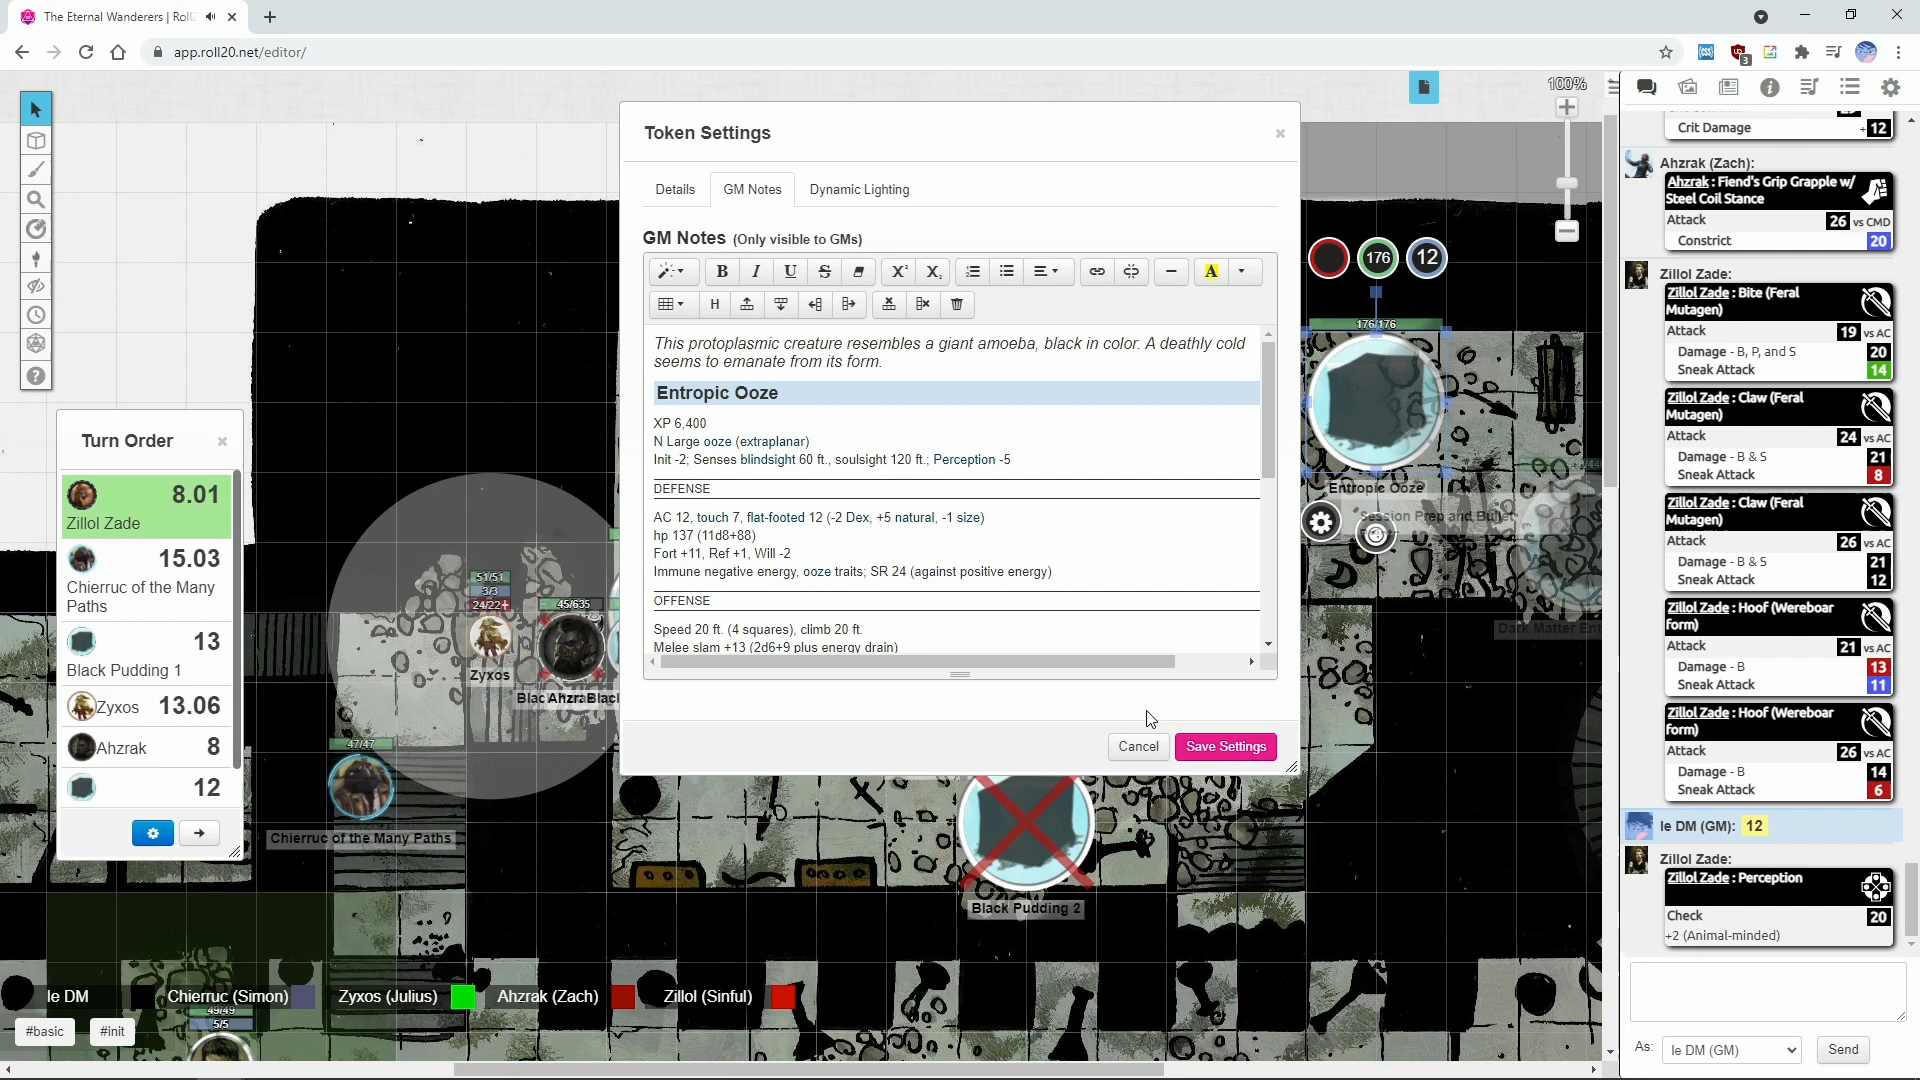 The Eternal Wanderers | Roll
app.roll20.net/editor/
3
100%
Token Settings
Details
GM Notes
Dynamic Lighting
GM Notes (Only visible to GMs)
This protoplasmic creature resembles a giant amoeba, black in color. A deathly cold
seems to emanate from its form.
Entropic Ooze
XP 6,400
N Large ooze (extraplanar)
Init -2; Senses blindsight 60 ft., soulsight 120 ft.; Perception -5
DEFENSE
AC 12, touch 7, flat-footed 12 (-2 Dex, +5 natural, -1 size)
hp 137 (11d8+88)
Fort +11, Ref +1, Will -2
Immune negative energy, ooze traits; SR 24 (against positive energy)
OFFENSE
Speed 20 ft. (4 squares), climb 20 ft.
Melee slam +13 (2d6+9 plus energy drain)
Cancel
Save Settings
Turn Order
8.01
Zillol Zade
15.03
Chierruc of the Many
Paths
13
Black Pudding 1
Zyxos 13.06
Ahzrak 8
12
51/51
3/3
24/22
45/635
Zyxos
Ahzra
Black
47/47
Chierruc of the Many Paths
176
12
176/176
Entropic Ooze
Session Prep and Bullet
Dark Matter Ent
Black Pudding 2
le DM
Chierruc (Simon)
Zyxos (Julius)
Ahzrak (Zach)
Zillol (Sinful)
49/49
5/5
#basic
#init
Crit Damage + 12
Ahzrak (Zach):
Ahzrak : Fiend's Grip Grapple w/
Steel Coil Stance
Attack 26 vs CMD
Constrict 20
Zillol Zade:
Zillol Zade : Bite (Feral
Mutagen)
Attack 19 vs AC
Damage - B, P, and S 20
Sneak Attack 14
Zillol Zade : Claw (Feral
Mutagen)
Attack 24 vs AC
Damage - B & S 21
Sneak Attack 8
Zillol Zade : Claw (Feral
Mutagen)
Attack 26 vs AC
Damage - B & S 21
Sneak Attack 12
Zillol Zade : Hoof (Wereboar
form)
Attack 21 vs AC
Damage - B 13
Sneak Attack 11
Zillol Zade : Hoof (Wereboar
form)
Attack 26 vs AC
Damage - B 14
Sneak Attack 6
le DM (GM): 12
Zillol Zade:
Zillol Zade : Perception
Check 20
+2 (Animal-minded)
As: le DM (GM)
Send